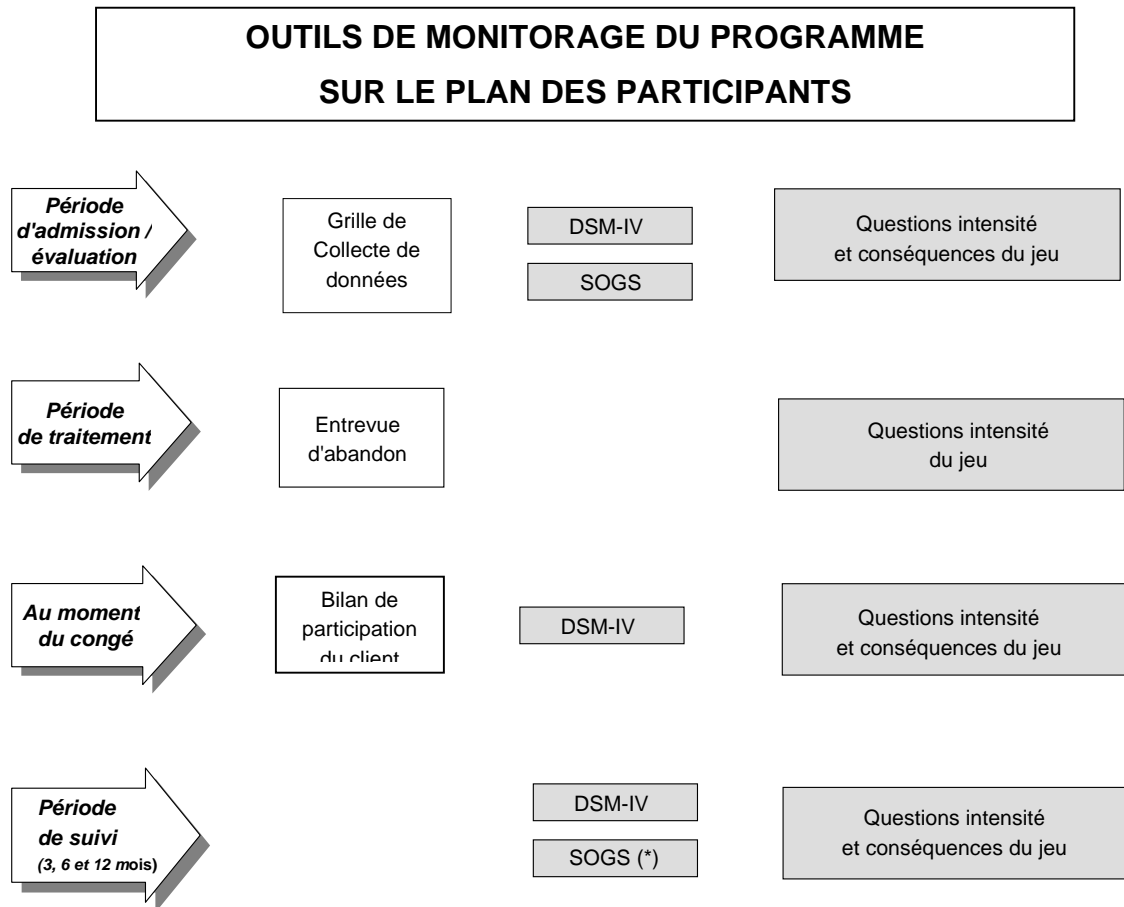 OUTILS DE MONITORAGE DU PROGRAMME
SUR LE PLAN DES PARTICIPANTS
Période
d'admission /
évaluation
Grille de
Collecte de
données
DSM-IV
SOGS
Questions intensité
et conséquences du jeu
Période
de traitement
Entrevue
d'abandon
Questions intensité
du jeu
Au moment
du congé
Bilan de
participation
du client
DSM-IV
Questions intensité
et conséquences du jeu
Période
de suivi
(3, 6 et 12 mois)
DSM-IV
SOGS (*)
Questions intensité
et conséquences du jeu